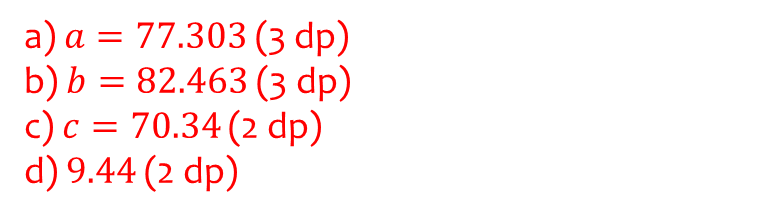 a) a = 77.303 (3 dp)
b) b = 82.463 (3 dp)
c) c = 70.34 (2 dp)
d) 9.44 (2 dp)